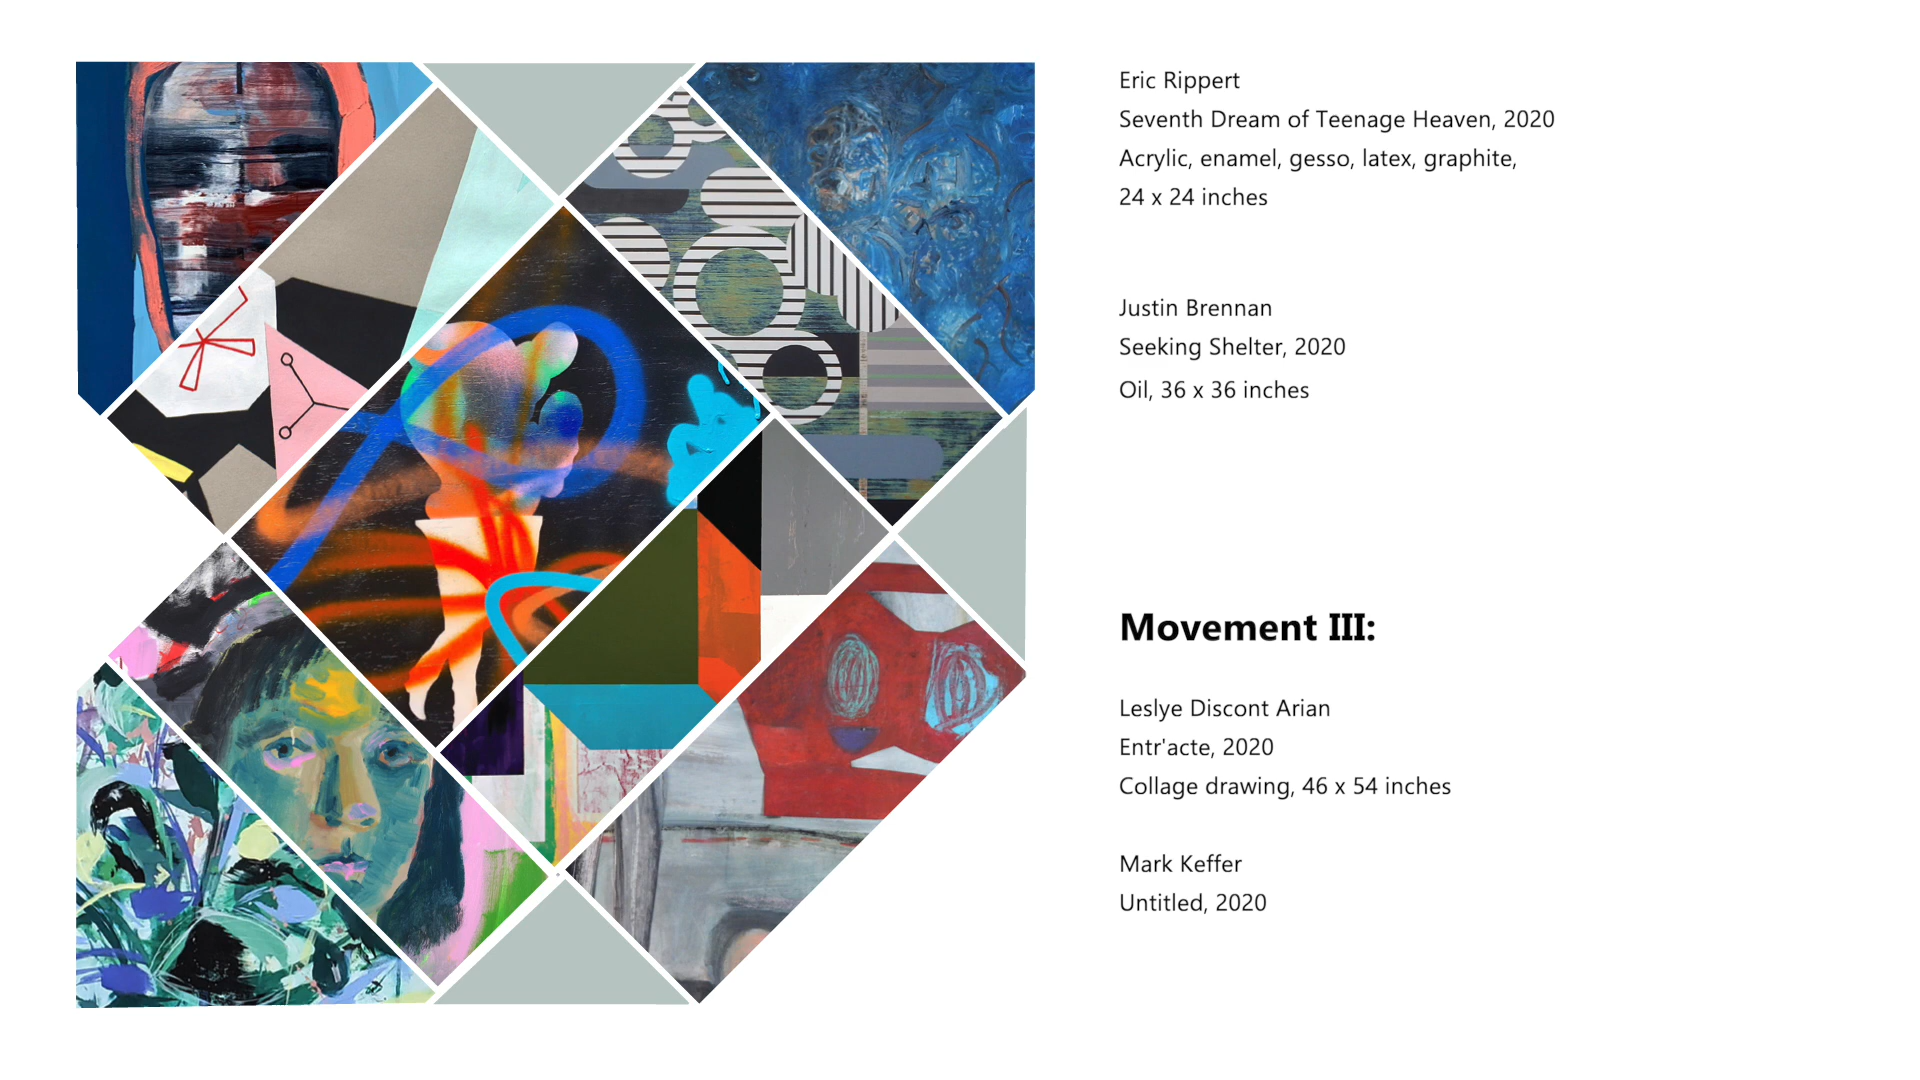 Eric Rippert
Seventh Dream of Teenage Heaven, 2020
Acrylic, enamel, gesso, latex, graphite,
24 x 24 inches
Justin Brennan
Seeking Shelter, 2020
Oil, 36 x 36 inches
Movement III:
Leslye Discont Arian
Entr'acte, 2020
Collage drawing, 46 x 54 inches
Mark Keffer
Untitled, 2020